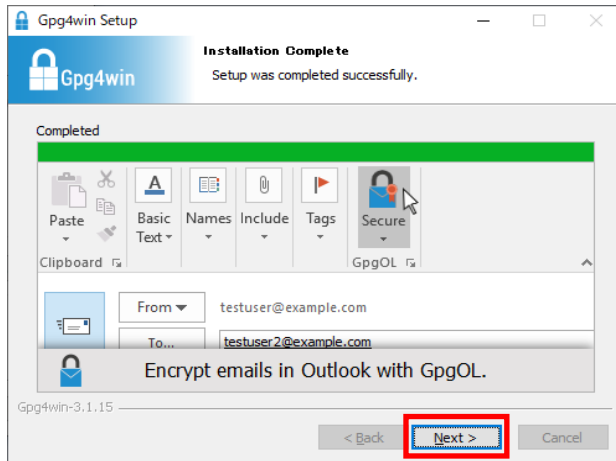 Gpg4win Setup
Installation Complete
Gpg4win
Setup was completed successfully.
Completed
Paste
A
Basic Text
Names
Include
Tags
Secure
Clipboard
GpgOL
From
testuser@example.com
To...
testuser2@example.com
Encrypt emails in Outlook with GpgOL.
Gpg4win-3.1.15
< Back
Next >
Cancel